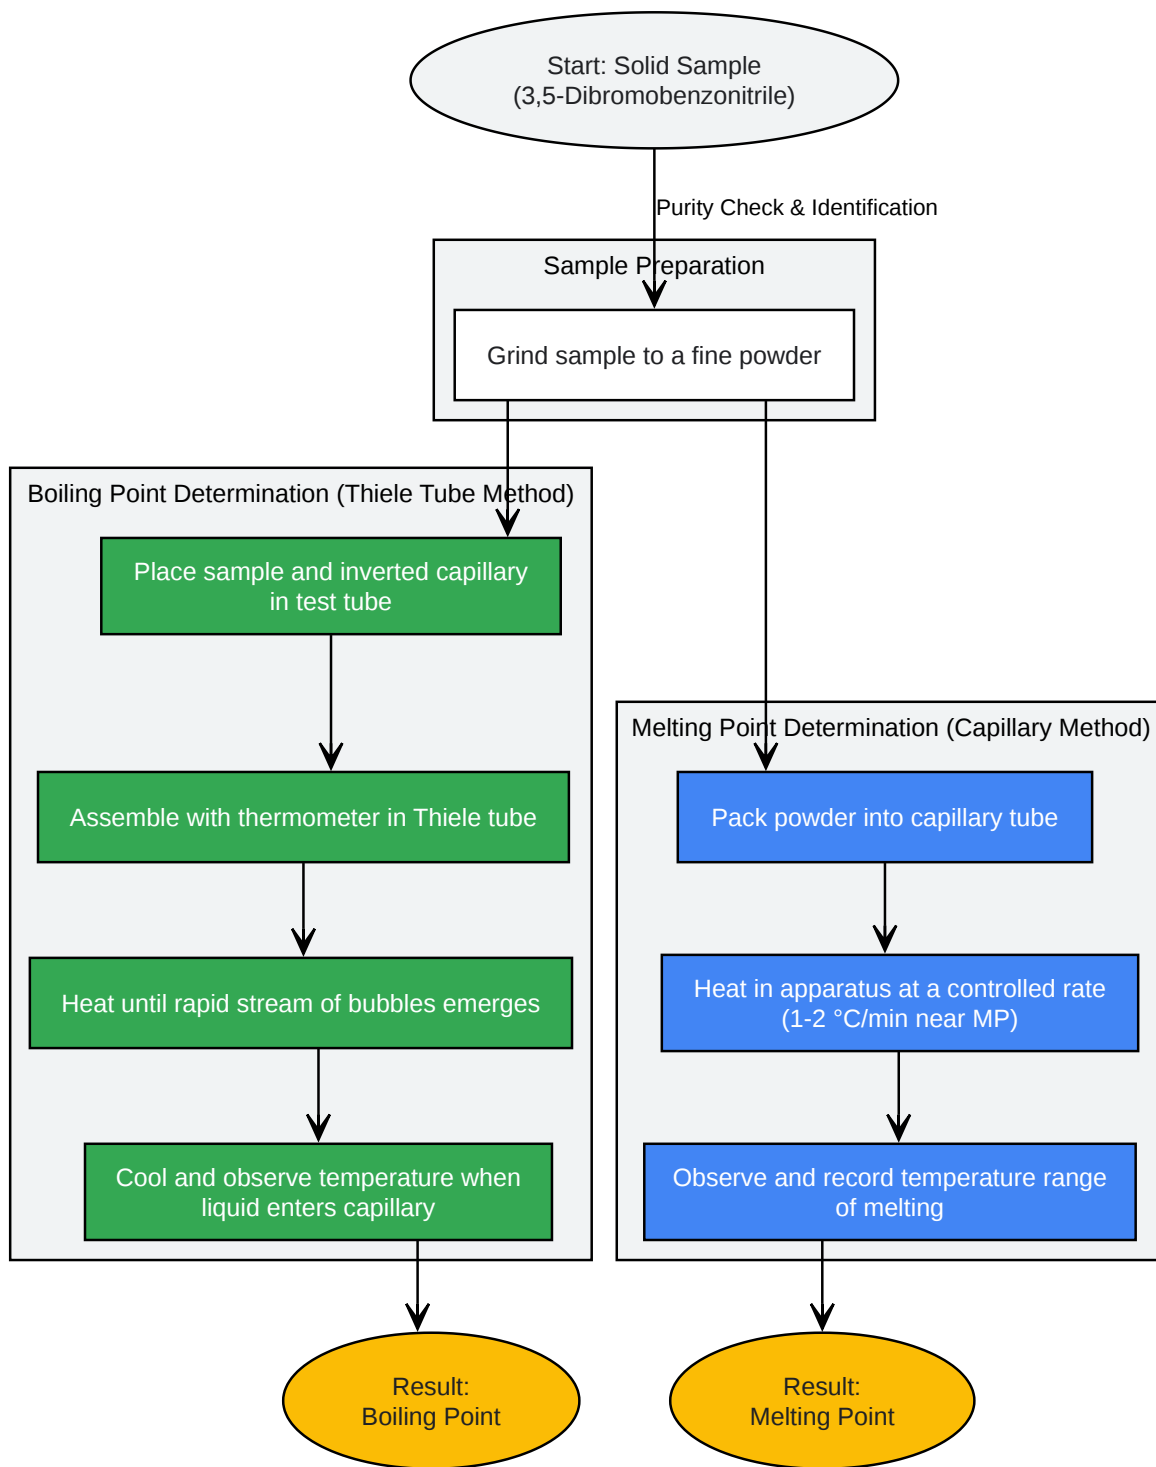 Start: Solid Sample
(3,5-Dibromobenzonitrile)
Purity Check & Identification
Sample Preparation
Grind sample to a fine powder
Boiling Point Determination (Thiele Tube Method)
Place sample and inverted capillary
in test tube
Assemble with thermometer in Thiele tube
Heat until rapid stream of bubbles emerges
Cool and observe temperature when
liquid enters capillary
Melting Point Determination (Capillary Method)
Pack powder into capillary tube
Heat in apparatus at a controlled rate
(1-2 °C/min near MP)
Observe and record temperature range
of melting
Result:
Boiling Point
Result:
Melting Point